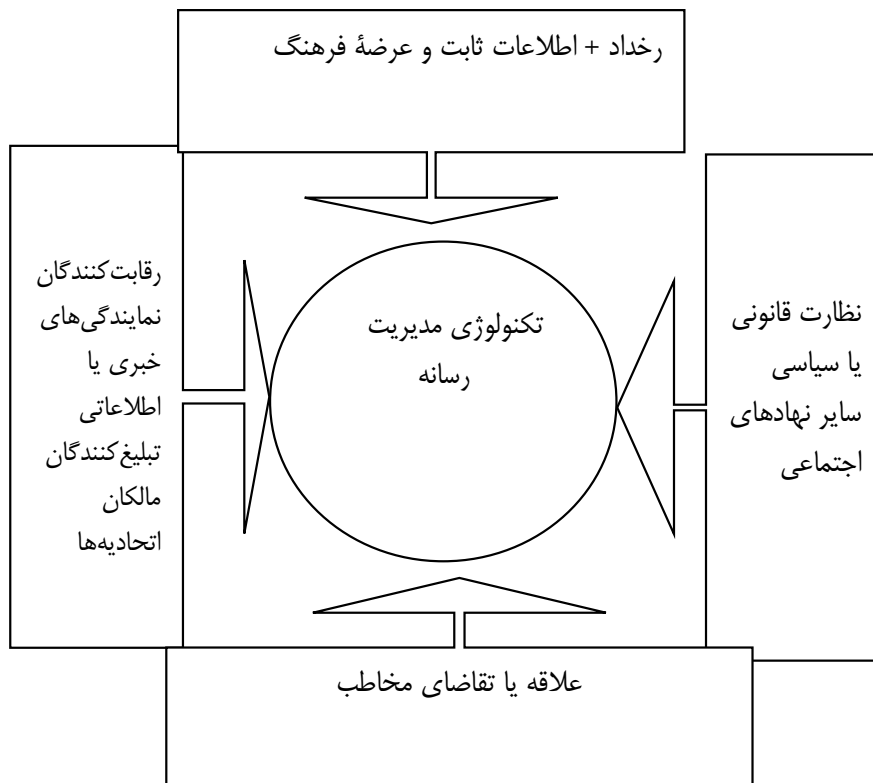 رخداد + اطلاعات ثابت و عرضهٔ فرهنگ
نظارت قانونی
یا سیاسی
سایر نهادهای
اجتماعی
تکنولوژی مدیریت
رسانه
رقابت‌کنندگان
نمایندگی‌های
خبری یا
اطلاعاتی
تبلیغ‌کنندگان
مالکان
اتحادیه‌ها
علاقه یا تقاضای مخاطب